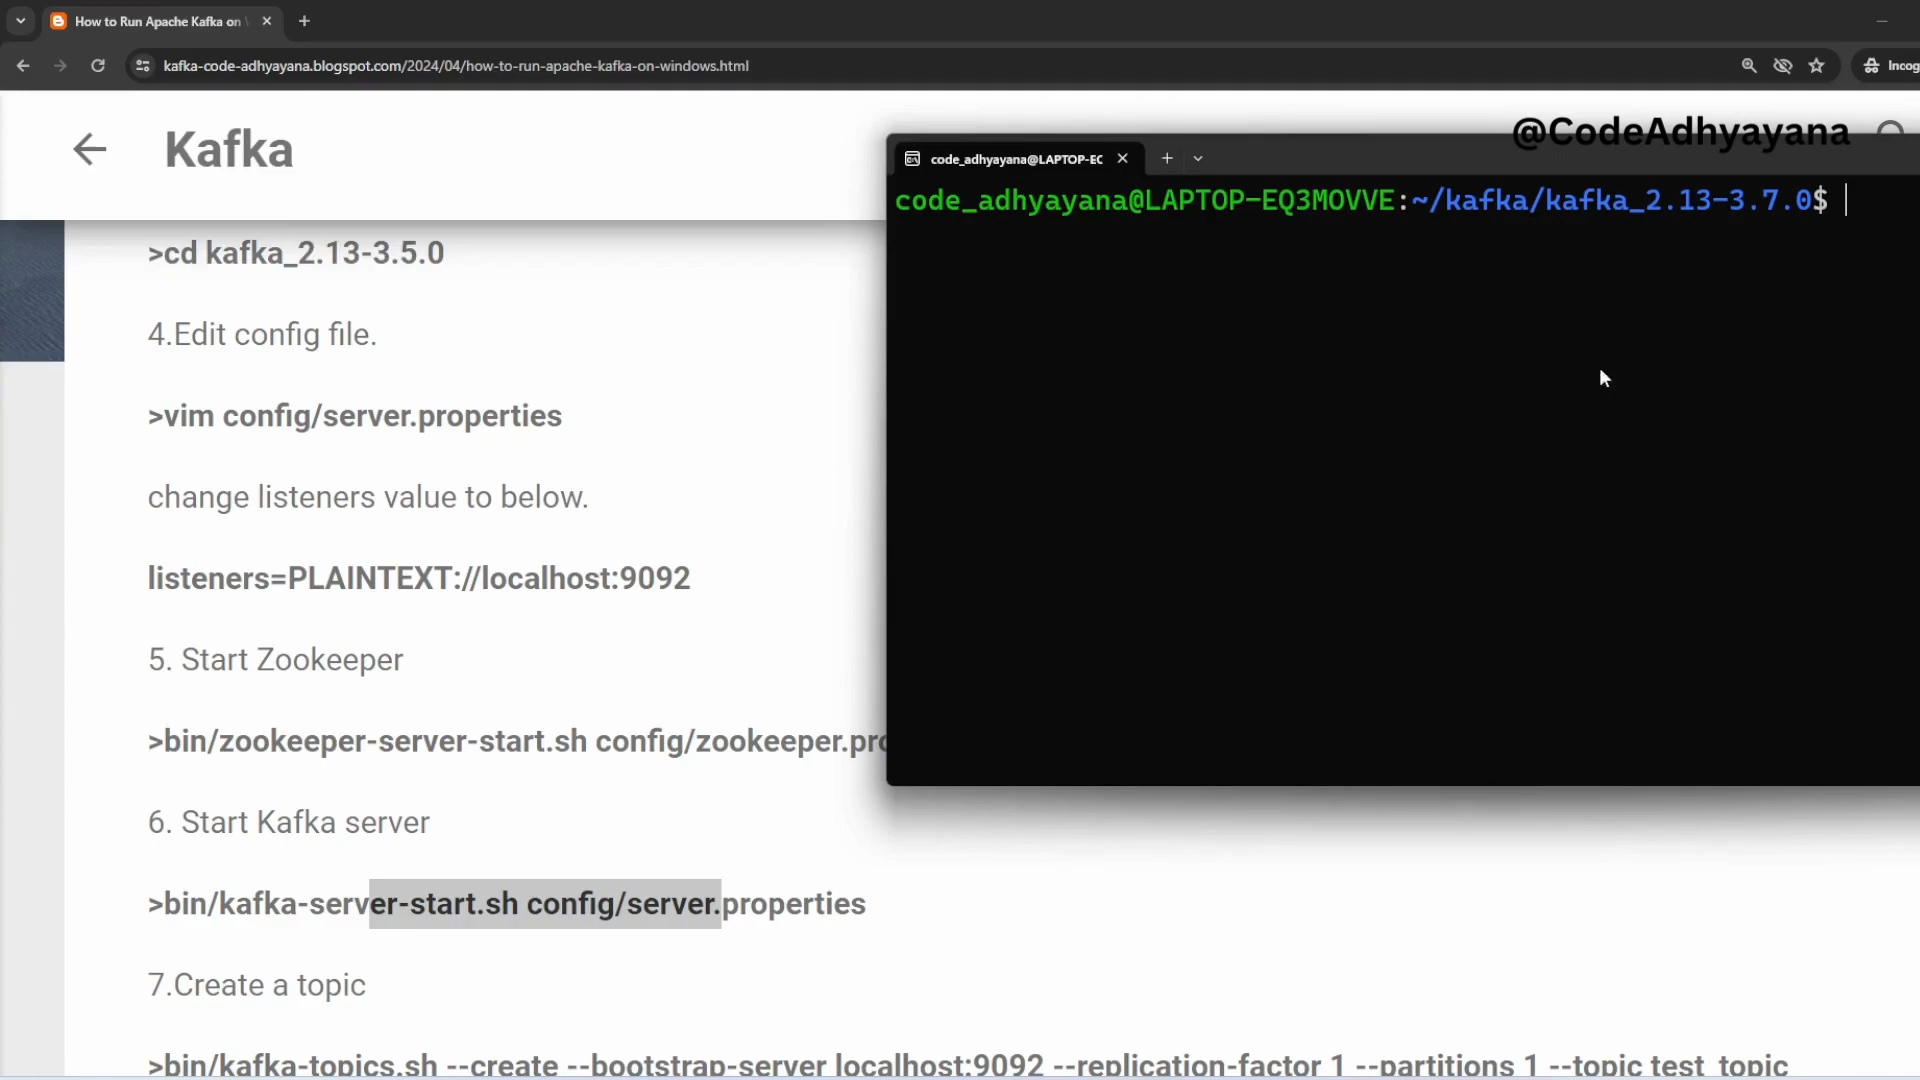 How to Run Apache Kafka on
kafka-code-adhyayana.blogspot.com/2024/04/how-to-run-apache-kafka-on-windows.html
Incog
Kafka
@CodeAdhyayana
code_adhyayana@LAPTOP-EC
code_adhyayana@LAPTOP-EQ3MOVVE:~/kafka/kafka_2.13-3.7.0$
>cd kafka_2.13-3.5.0
4.Edit config file.
>vim config/server.properties
change listeners value to below.
listeners=PLAINTEXT://localhost:9092
5. Start Zookeeper
>bin/zookeeper-server-start.sh config/zookeeper.pro
6. Start Kafka server
>bin/kafka-server-start.sh config/server.properties
7.Create a topic
>bin/kafka-topics.sh --create --bootstrap-server localhost:9092 --replication-factor 1 --partitions 1 --topic test_topic